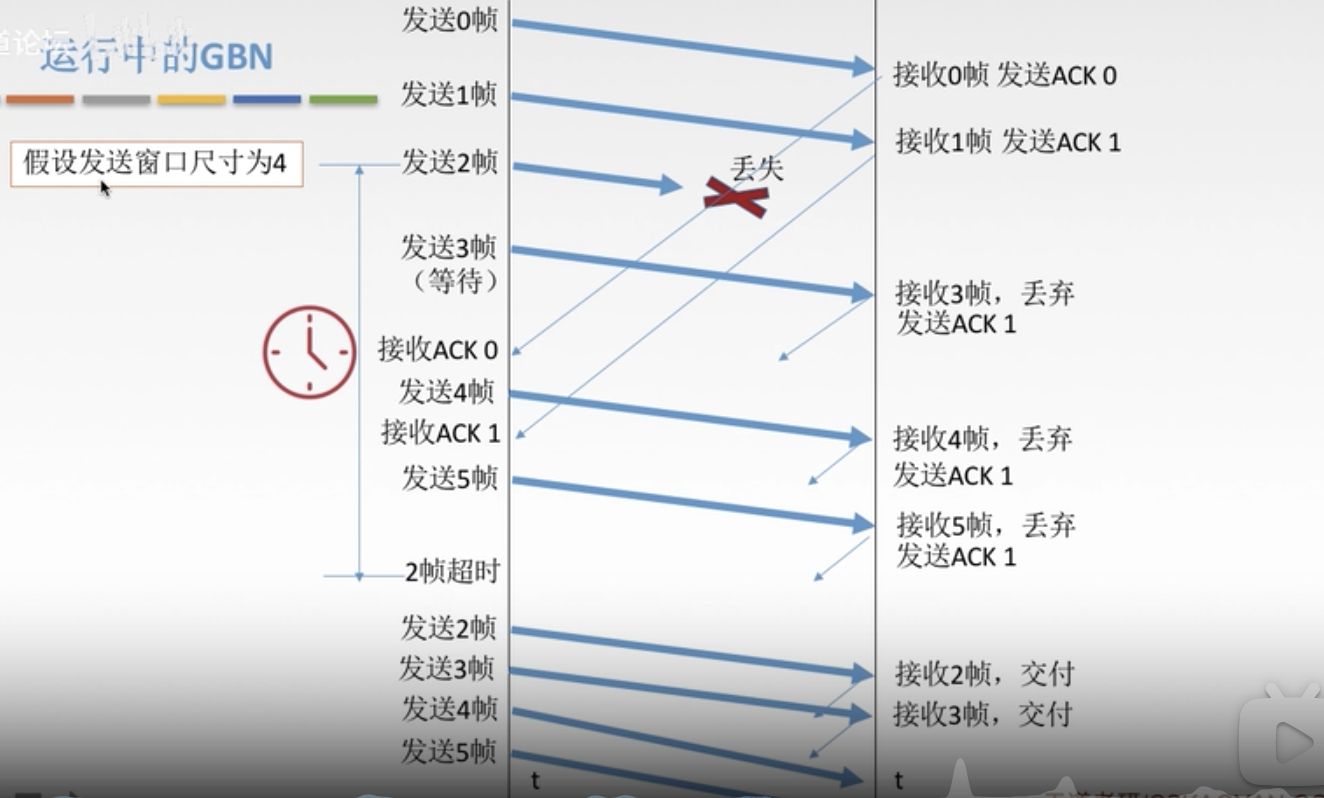 运行中的GBN
假设发送窗口尺寸为4
发送0帧
发送1帧
发送2帧
发送3帧
（等待）
接收ACK 0
发送4帧
接收ACK 1
发送5帧
2帧超时
发送2帧
发送3帧
发送4帧
发送5帧
丢失
t
接收0帧 发送ACK 0
接收1帧 发送ACK 1
接收3帧，丢弃
发送ACK 1
接收4帧，丢弃
发送ACK 1
接收5帧，丢弃
发送ACK 1
接收2帧，交付
接收3帧，交付
t